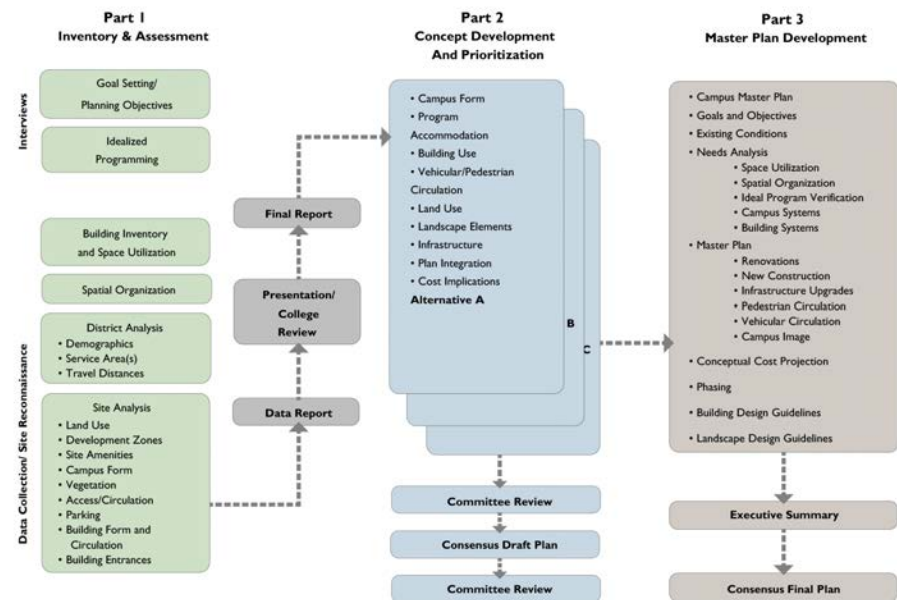 Part 1
Inventory & Assessment
Interviews
Goal Setting/
Planning Objectives
Idealized
Programming
Data Collection/ Site Reconnaissance
Building Inventory
and Space Utilization
Spatial Organization
District Analysis
• Demographics
• Service Area(s)
• Travel Distances
Site Analysis
• Land Use
• Development Zones
• Site Amenities
• Campus Form
• Vegetation
• Access/Circulation
• Parking
• Building Form and
Circulation
• Building Entrances
Final Report
Presentation/
College
Review
Data Report
Part 2
Concept Development
And Prioritization
• Campus Form
• Program
Accommodation
• Building Use
• Vehicular/Pedestrian
Circulation
• Land Use
• Landscape Elements
• Infrastructure
• Plan Integration
• Cost Implications
Alternative A
B
C
Committee Review
Consensus Draft Plan
Committee Review
Part 3
Master Plan Development
• Campus Master Plan
• Goals and Objectives
• Existing Conditions
• Needs Analysis
• Space Utilization
• Spatial Organization
• Ideal Program Verification
• Campus Systems
• Building Systems
• Master Plan
• Renovations
• New Construction
• Infrastructure Upgrades
• Pedestrian Circulation
• Vehicular Circulation
• Campus Image
• Conceptual Cost Projection
• Phasing
• Building Design Guidelines
• Landscape Design Guidelines
Executive Summary
Consensus Final Plan